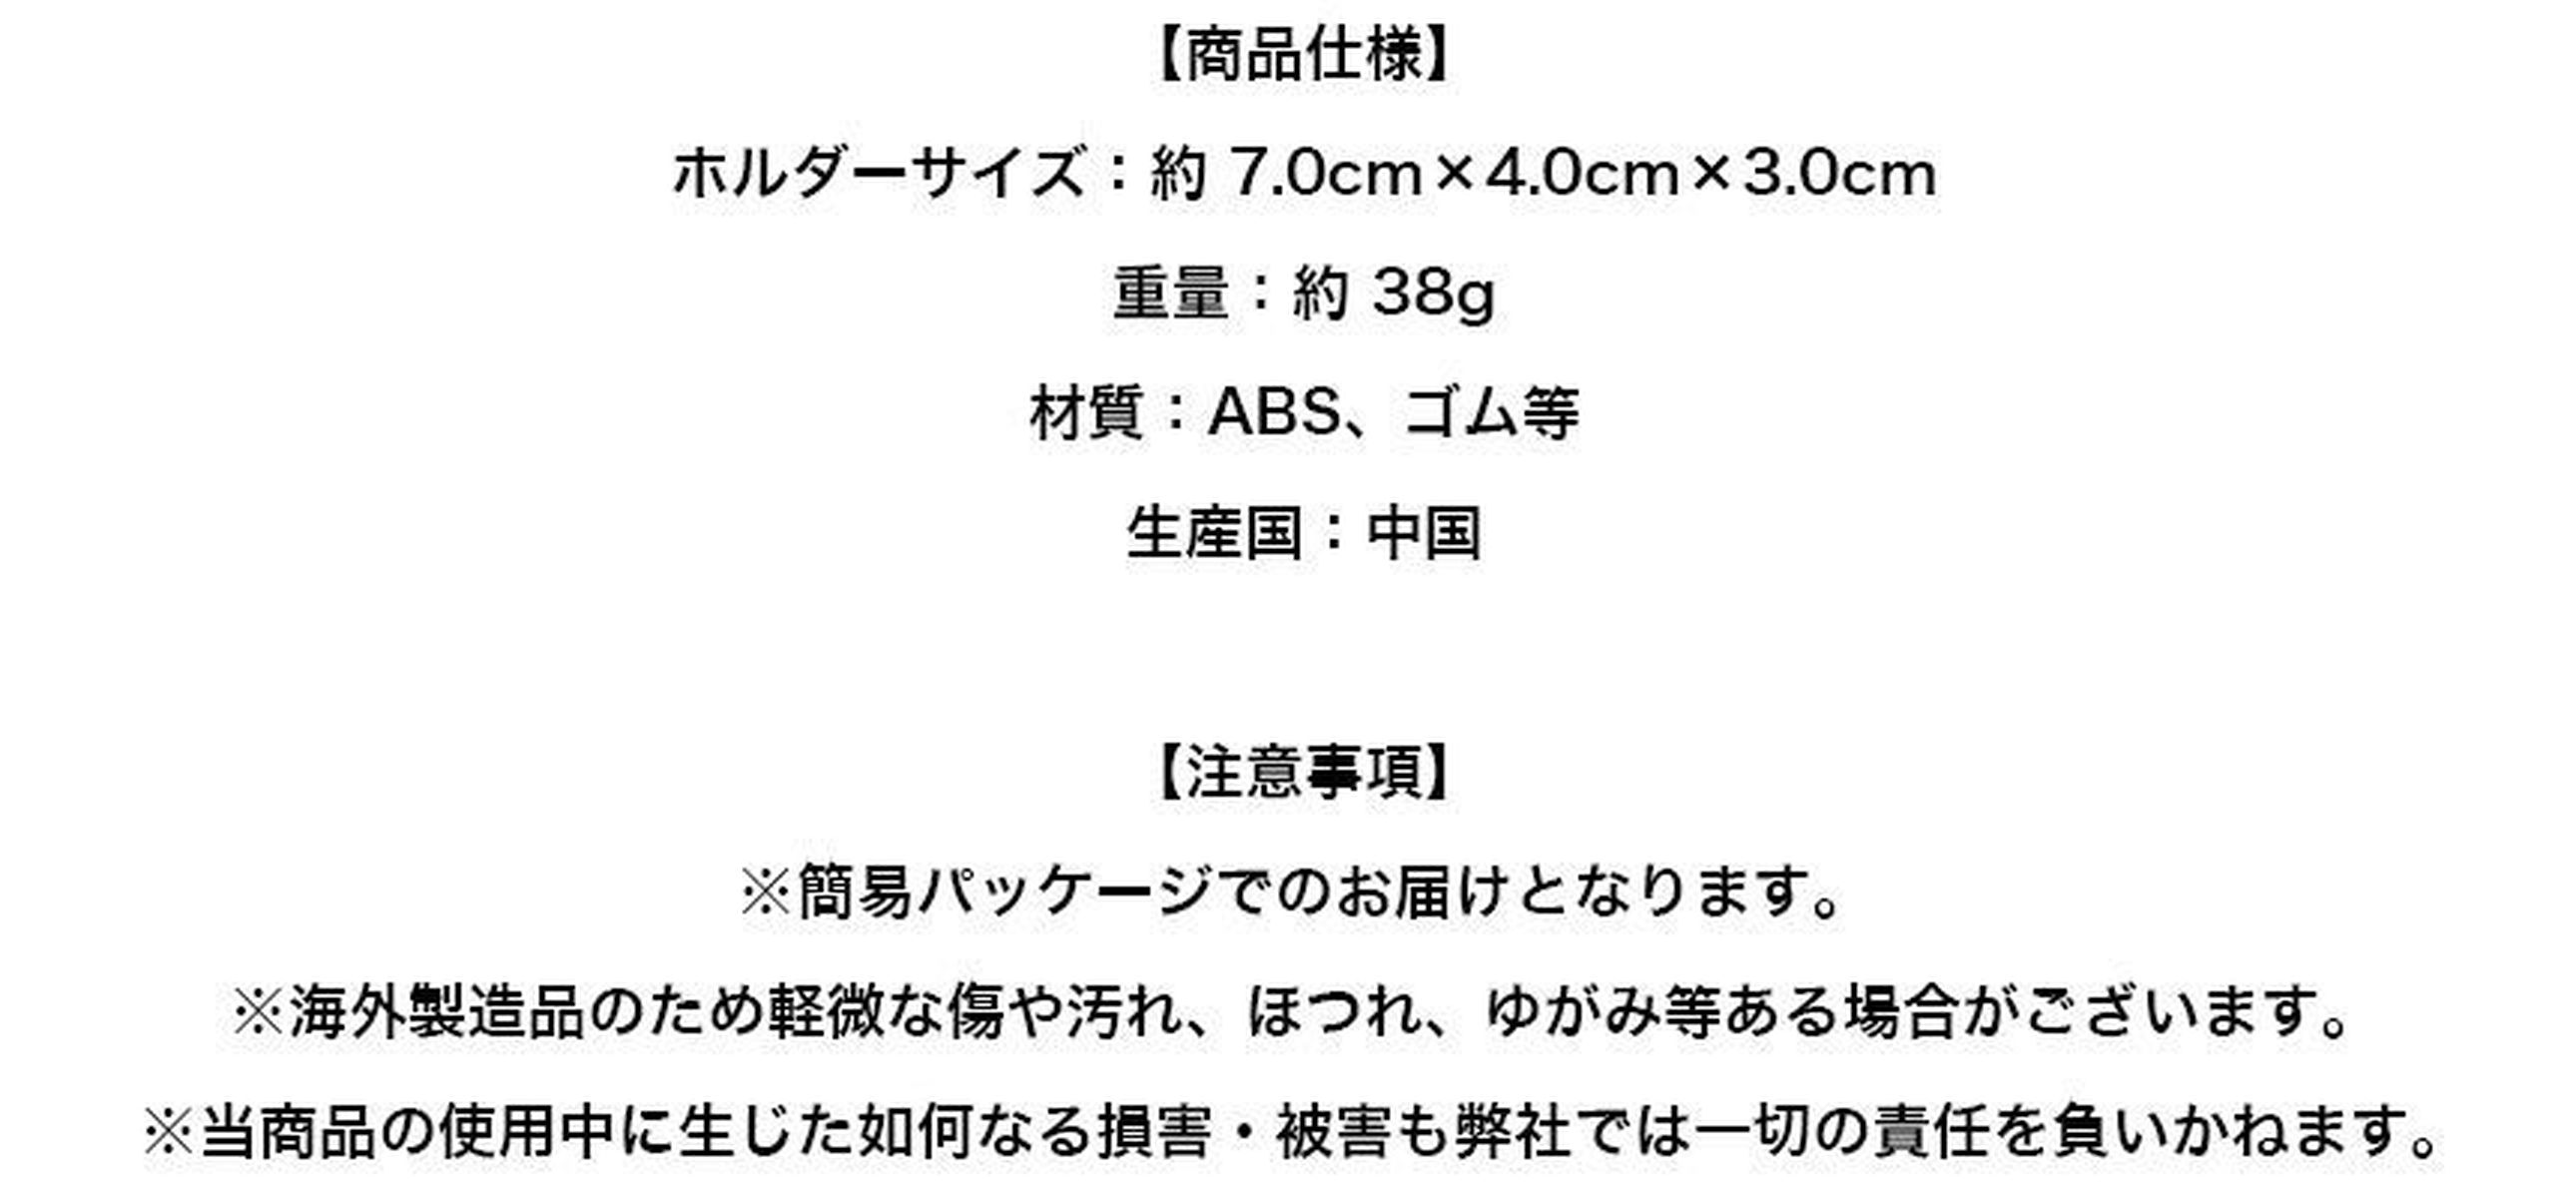 【商品仕様】
ホルダーサイズ：約 7.0cm×4.0cm×3.0cm
重量：約 38g
材質：ABS、ゴム等
生産国：中国
【注意事項】
※簡易パッケージでのお届けとなります。
※海外製造品のため軽微な傷や汚れ、ほつれ、ゆがみ等ある場合がございます。
※当商品の使用中に生じた如何なる損害・被害も弊社では一切の責任を負いかねます。